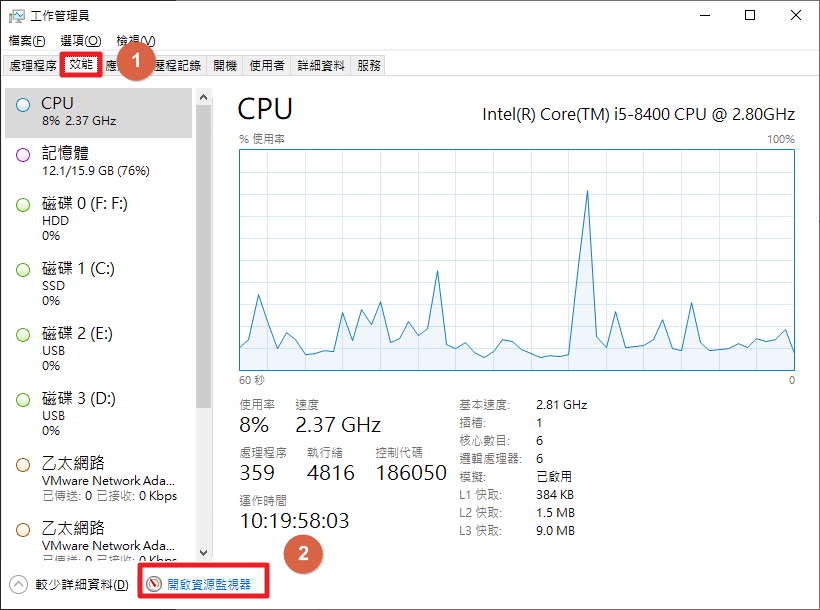 工作管理員
檔案(F) 選項(O) 檢視(V)
處理程序 效能 應 歷程記錄 開機 使用者 詳細資料 服務
1
CPU
8% 2.37 GHz
記憶體
12.1/15.9 GB (76%)
磁碟 0 (F: F:)
HDD
0%
磁碟 1 (C:)
SSD
0%
磁碟 2 (E:)
USB
0%
磁碟 3 (D:)
USB
0%
乙太網路
VMware Network Ada...
已傳送: 0 已接收: 0 Kbps
乙太網路
VMware Network Ada...
已傳送: 0 已接收: 0 Kbps
CPU
Intel(R) Core(TM) i5-8400 CPU @ 2.80GHz
% 使用率 100%
60 秒 0
使用率 速度
8% 2.37 GHz
處理程序 執行緒 控制代碼
359 4816 186050
運作時間
10:19:58:03
基本速度: 2.81 GHz
插槽: 1
核心數目: 6
邏輯處理器: 6
模擬: 已啟用
L1 快取: 384 KB
L2 快取: 1.5 MB
L3 快取: 9.0 MB
2
較少詳細資料(D) 開啟資源監視器